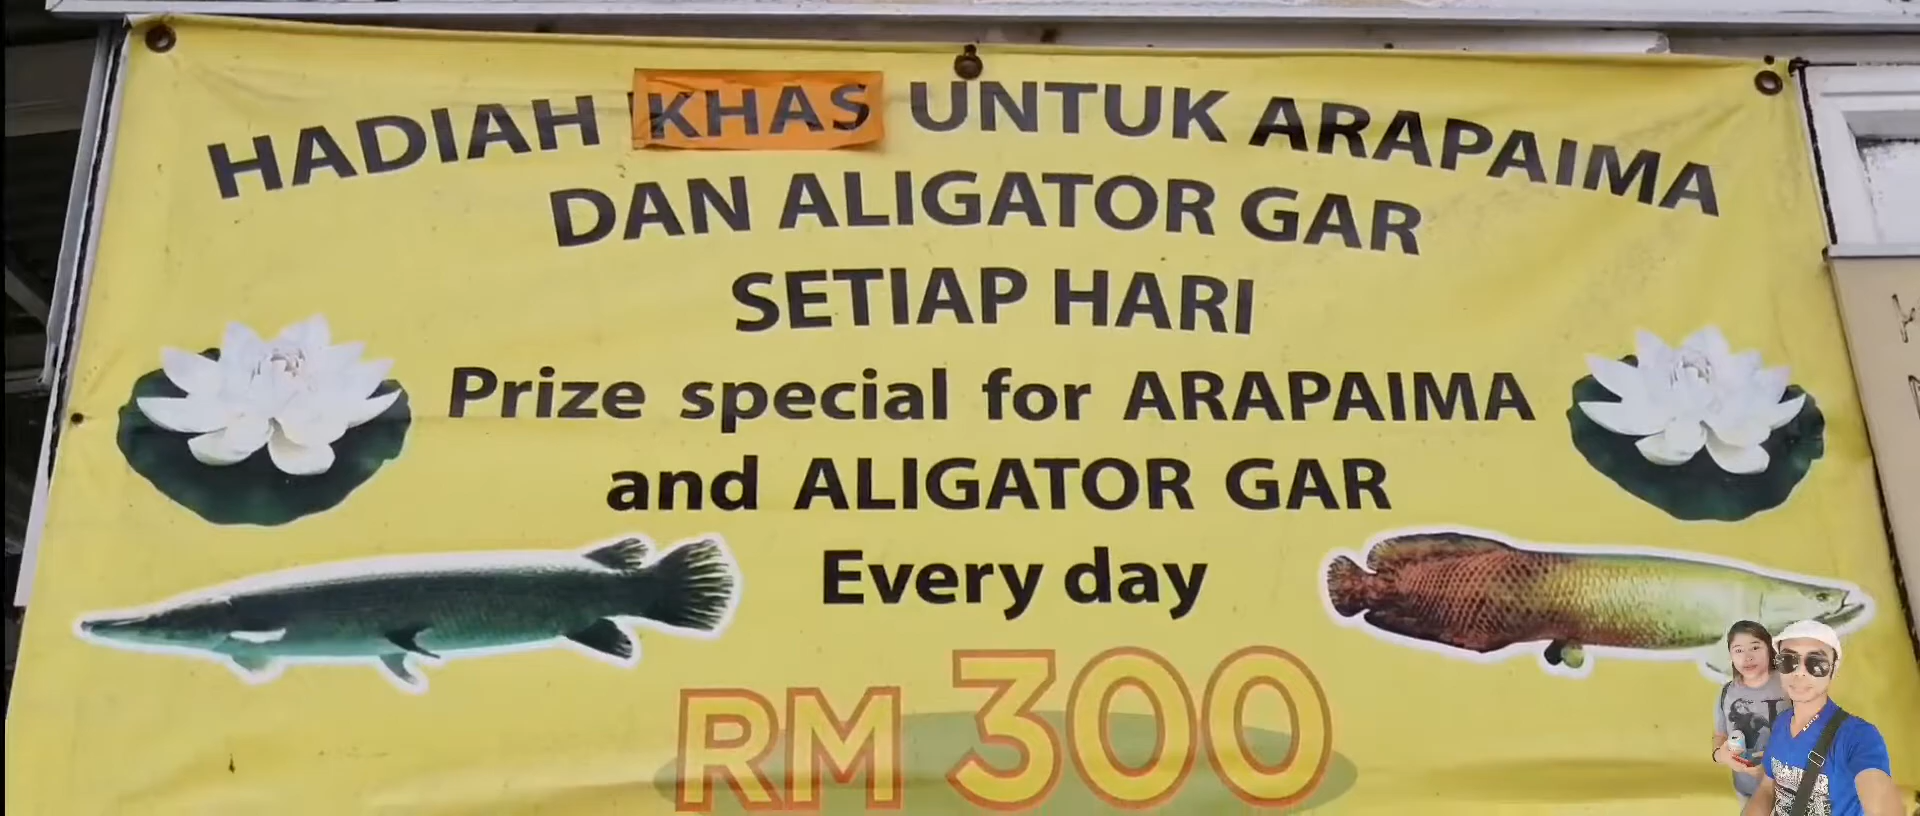 HADIAH KHAS UNTUK ARAPAIMA
DAN ALIGATOR GAR
SETIAP HARI
Prize special for ARAPAIMA
and ALIGATOR GAR
Every day
RM 300